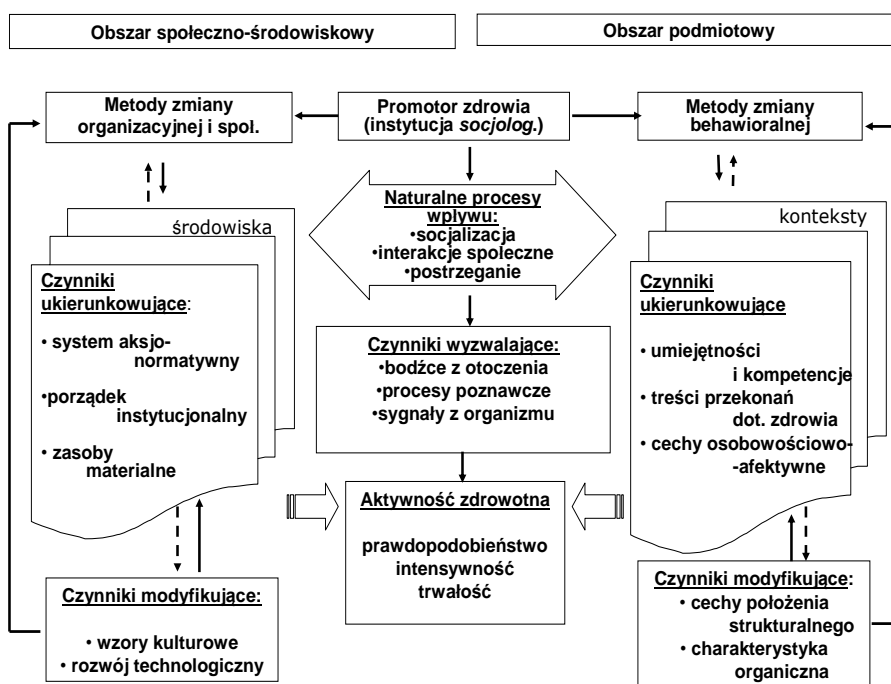 Obszar społeczno-środowiskowy
Obszar podmiotowy
Metody zmiany
organizacyjnej i społ.
Promotor zdrowia
(instytucja socjolog.)
Metody zmiany
behawioralnej
Naturalne procesy
wpływu:
•socjalizacja
•interakcje społeczne
•postrzeganie
środowiska
Czynniki
ukierunkowujące:
• system aksjo-
normatywny
•porządek
instytucjonalny
• zasoby
materialne
konteksty
Czynniki
ukierunkowujące
• umiejętności
i kompetencje
• treści przekonań
dot. zdrowia
• cechy osobowościowo-
-afektywne
Czynniki wyzwalające:
•bodźce z otoczenia
•procesy poznawcze
•sygnały z organizmu
Aktywność zdrowotna
prawdopodobieństwo
intensywność
trwałość
Czynniki modyfikujące:
• wzory kulturowe
• rozwój technologiczny
Czynniki modyfikujące:
• cechy położenia
strukturalnego
• charakterystyka
organiczna